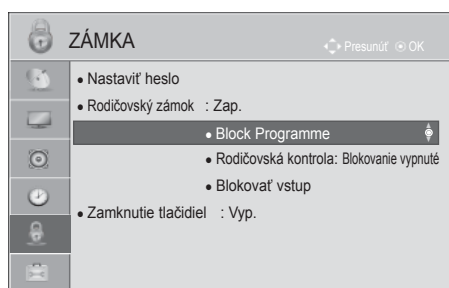 ZÁMKA
Presunúť ⊙ OK
● Nastaviť heslo
● Rodičovský zámok : Zap.
● Block Programme
● Rodičovská kontrola: Blokovanie vypnuté
● Blokovať vstup
● Zamknutie tlačidiel : Vyp.